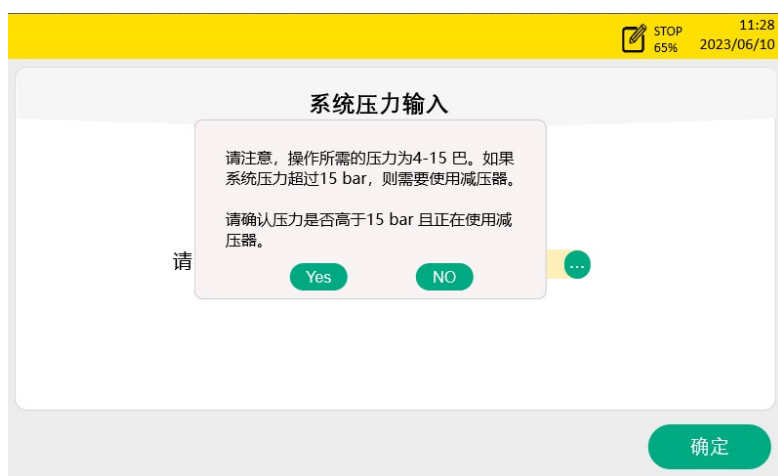 STOP
65%
11:28
2023/06/10
系统压力输入
请注意，操作所需的压力为4-15 巴。如果
系统压力超过15 bar，则需要使用减压器。
请确认压力是否高于15 bar 且正在使用减
压器。
请
...
Yes
NO
确定